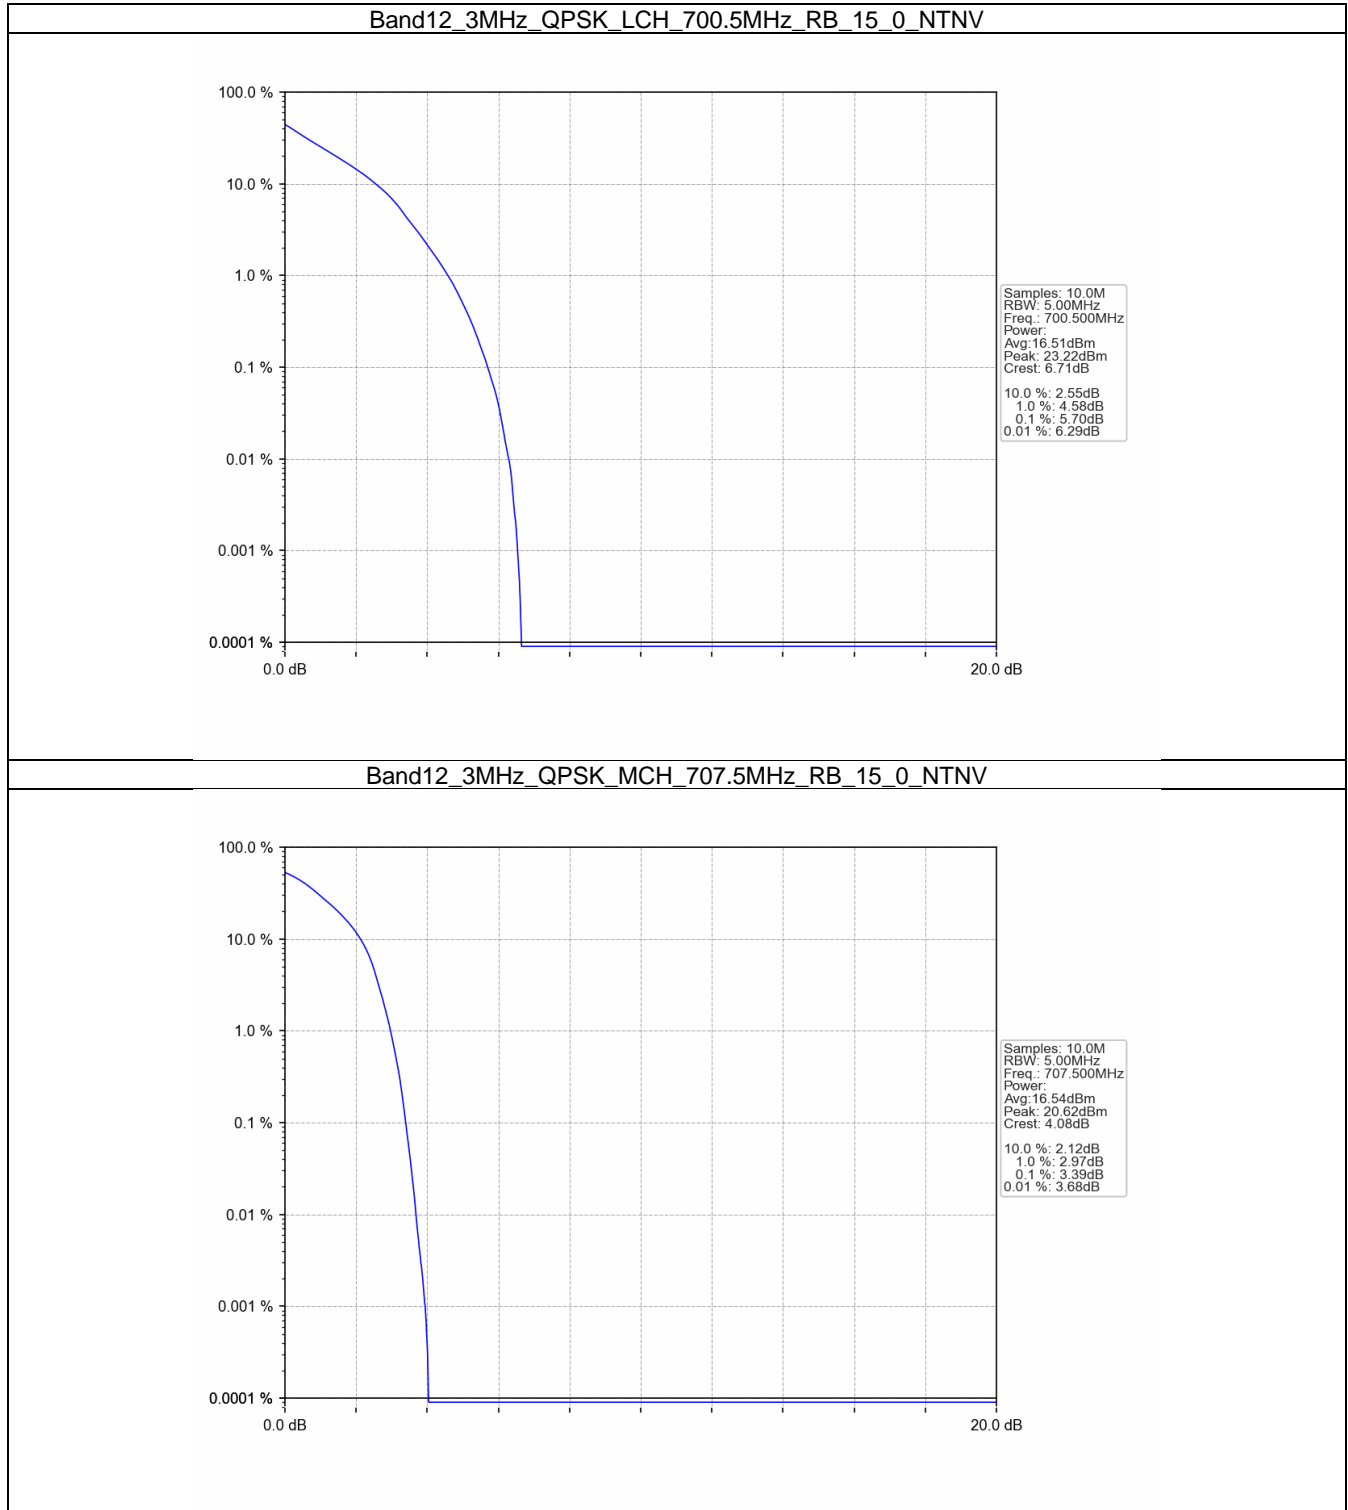 Band12_3MHz_QPSK_LCH_700.5MHz_RB_15_0_NTNV
100.0 %
10.0 %
1.0 %
0.1 %
0.01 %
0.001 %
0.0001 %
0.0 dB
20.0 dB
Samples: 10.0M
RBW: 5.00MHz
Freq.: 700.500MHz
Power:
Avg:16.51dBm
Peak: 23.22dBm
Crest: 6.71dB
10.0 %: 2.55dB
1.0 %: 4.58dB
0.1 %: 5.70dB
0.01 %: 6.29dB
Band12_3MHz_QPSK_MCH_707.5MHz_RB_15_0_NTNV
100.0 %
10.0 %
1.0 %
0.1 %
0.01 %
0.001 %
0.0001 %
0.0 dB
20.0 dB
Samples: 10.0M
RBW: 5.00MHz
Freq.: 707.500MHz
Power:
Avg:16.54dBm
Peak: 20.62dBm
Crest: 4.08dB
10.0 %: 2.12dB
1.0 %: 2.97dB
0.1 %: 3.39dB
0.01 %: 3.68dB